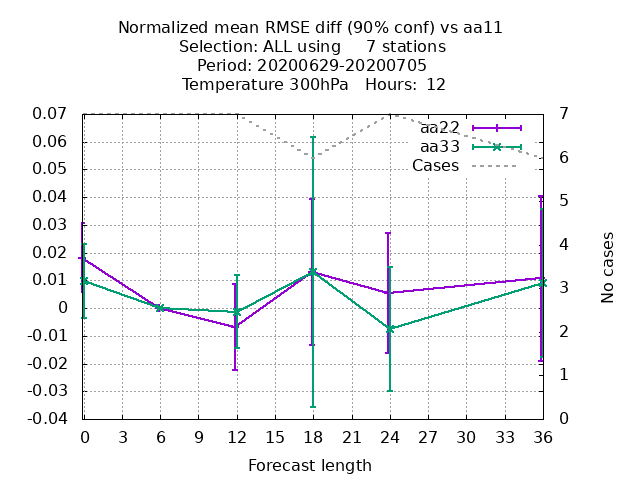 Normalized mean RMSE diff (90% conf) vs aa11
Selection: ALL using     7 stations
Period: 20200629-20200705
Temperature 300hPa   Hours:  12
aa22
aa33
Cases
0.07
0.06
0.05
0.04
0.03
0.02
0.01
0
-0.01
-0.02
-0.03
-0.04
7
6
5
4
3
2
1
0
No cases
0 3 6 9 12 15 18 21 24 27 30 33 36
Forecast length